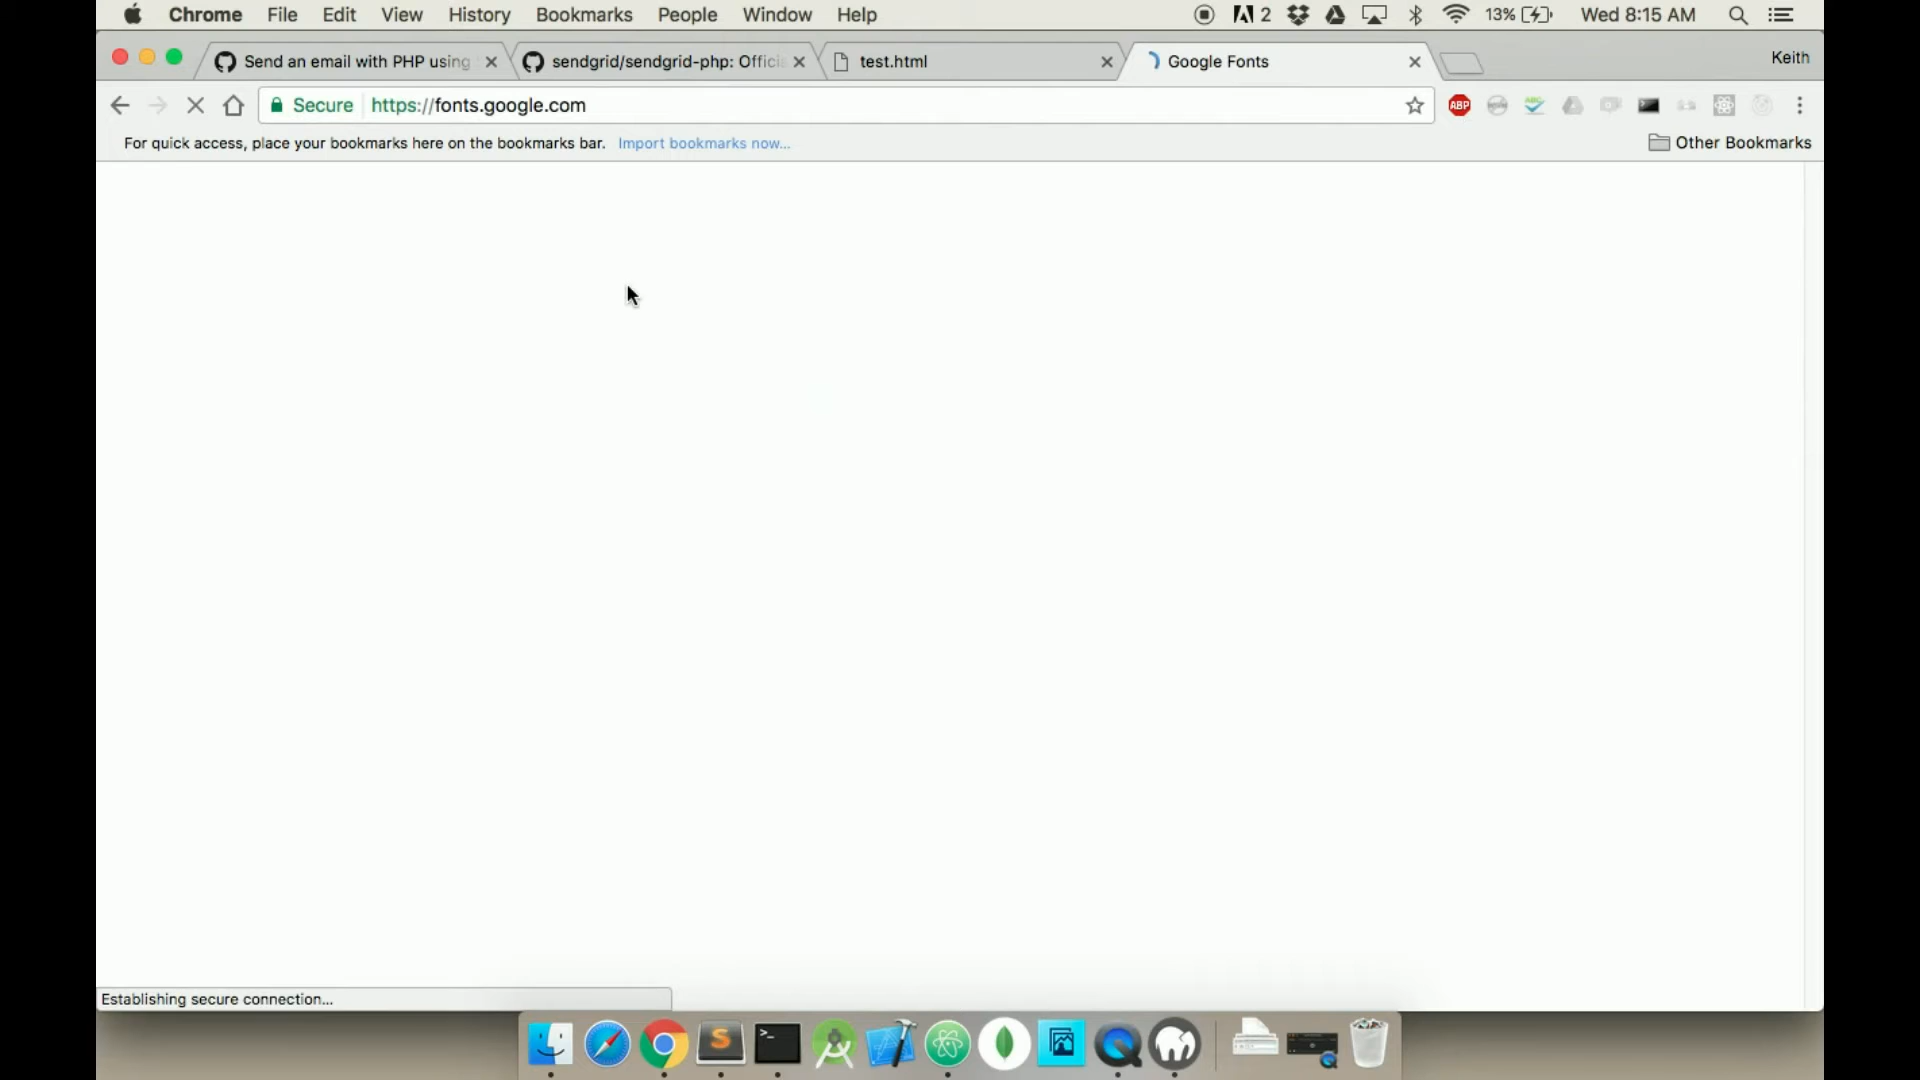 Chrome File Edit View History Bookmarks People Window Help 2 13% Wed 8:15 AM
Send an email with PHP using sendgrid/sendgrid-php: Offici test.html Google Fonts Keith
Secure https://fonts.google.com ABP
For quick access, place your bookmarks here on the bookmarks bar. Import bookmarks now... Other Bookmarks
Establishing secure connection...